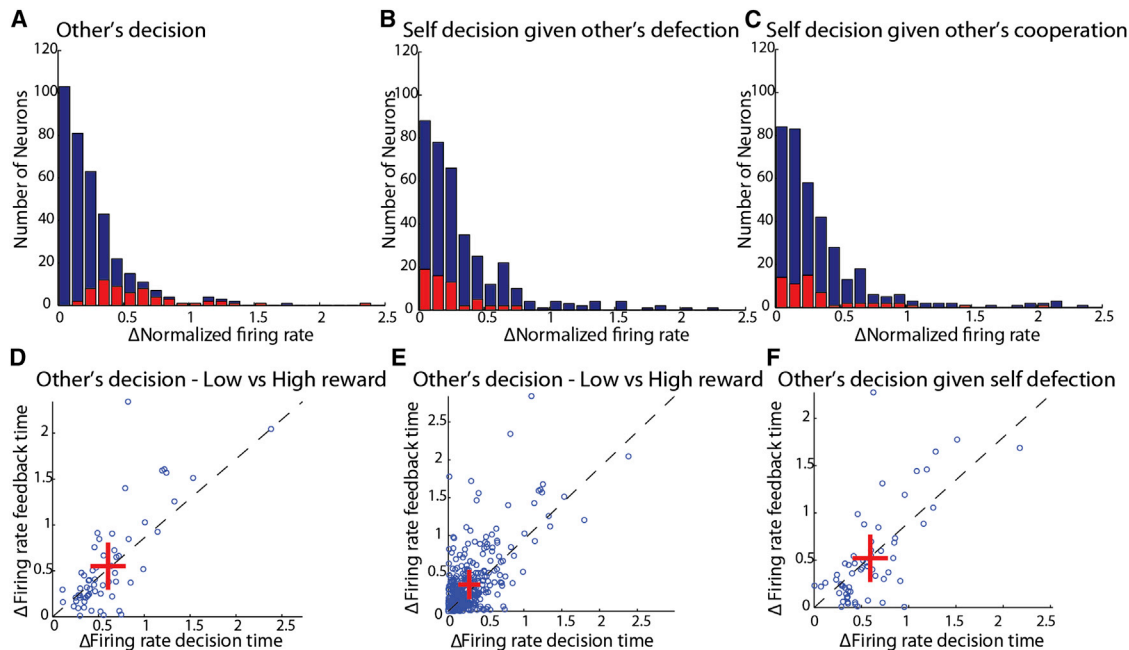 A
Other's decision
120
100
80
60
40
20
0
Number of Neurons
0 0.5 1 1.5 2 2.5
ΔNormalized firing rate
B
Self decision given other's defection
120
100
80
60
40
20
0
Number of Neurons
0 0.5 1 1.5 2 2.5
ΔNormalized firing rate
C
Self decision given other's cooperation
120
100
80
60
40
20
0
Number of Neurons
0 0.5 1 1.5 2 2.5
ΔNormalized firing rate
D
Other's decision - Low vs High reward
2
1.5
1
0.5
0
Δ Firing rate feedback time
0 0.5 1 1.5 2 2.5
ΔFiring rate decision time
E
Other's decision - Low vs High reward
2.5
2
1.5
1
0.5
0
Δ Firing rate feedback time
0 0.5 1 1.5 2 2.5
ΔFiring rate decision time
F
Other's decision given self defection
2
1.5
1
0.5
0
Δ Firing rate feedback time
0 0.5 1 1.5 2 2.5
ΔFiring rate decision time